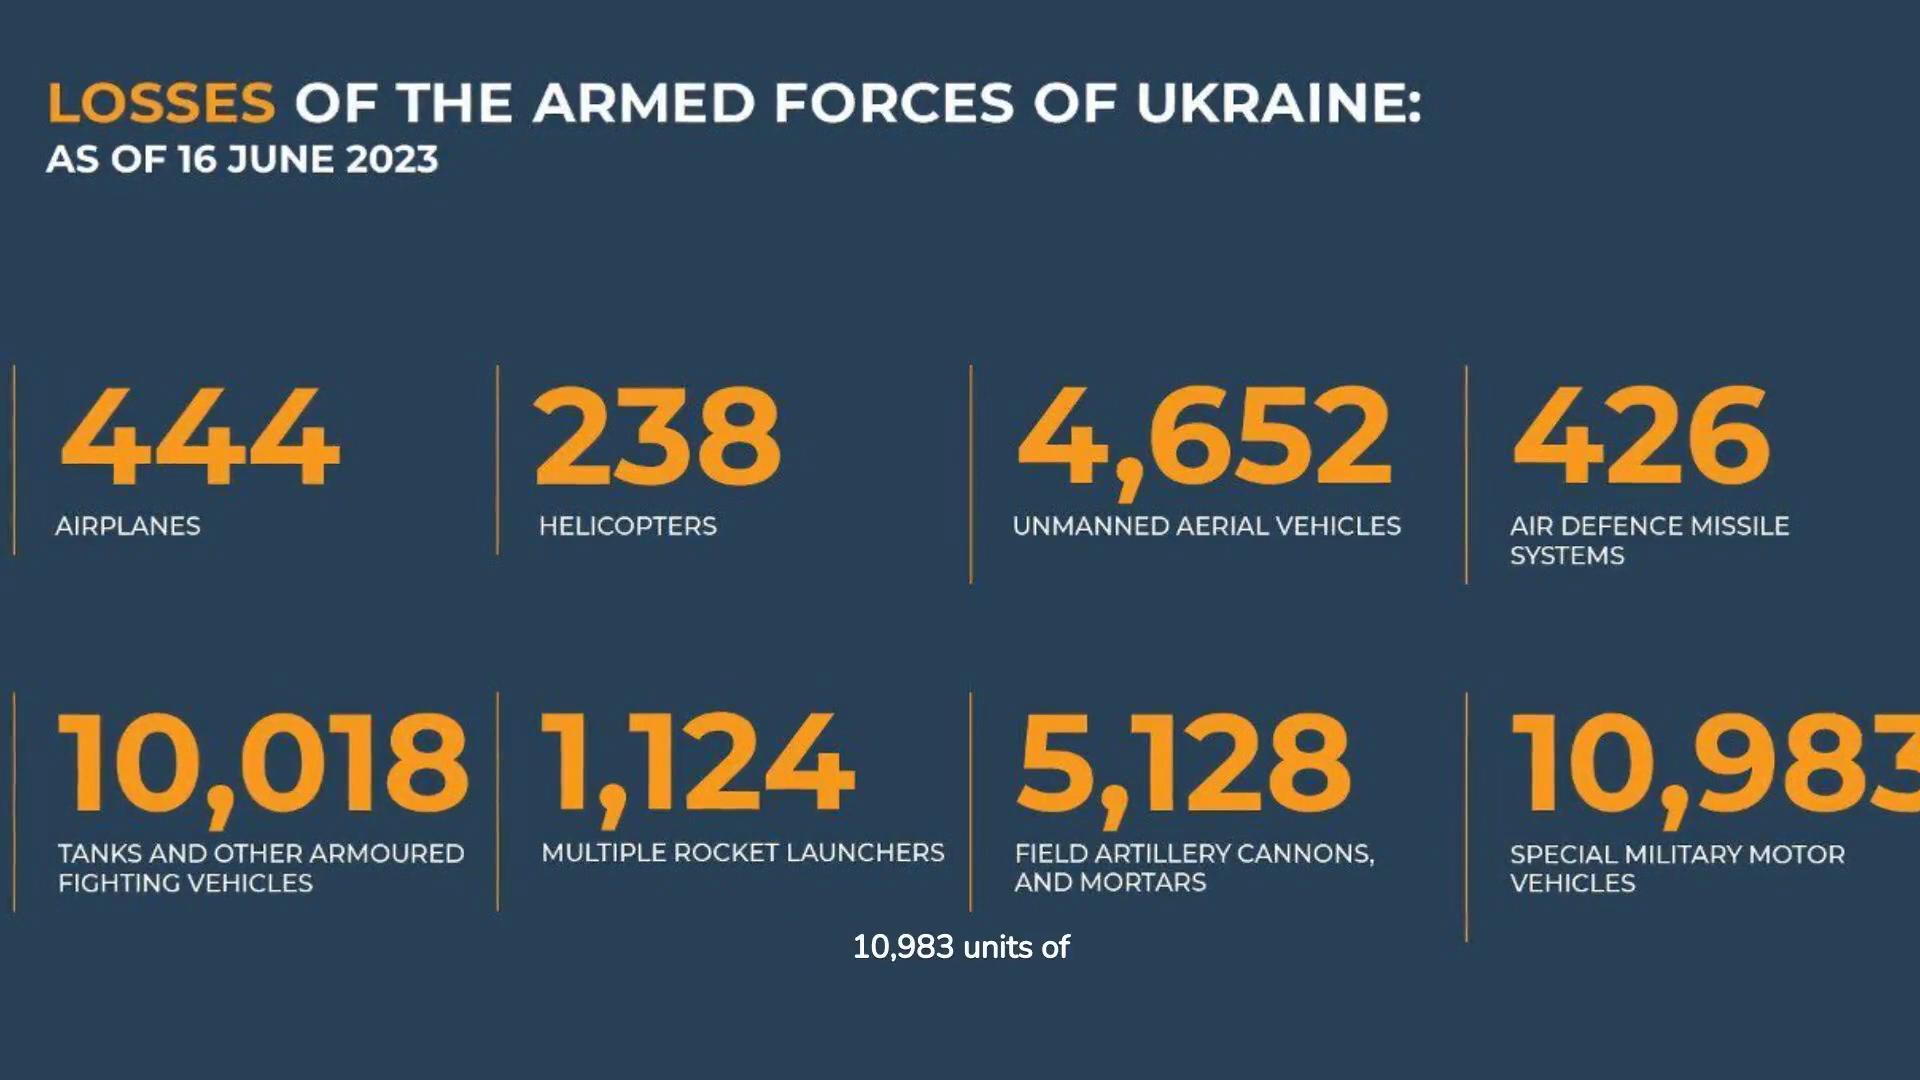 LOSSES OF THE ARMED FORCES OF UKRAINE:
AS OF 16 JUNE 2023
444
AIRPLANES
238
HELICOPTERS
4,652
UNMANNED AERIAL VEHICLES
426
AIR DEFENCE MISSILE
SYSTEMS
10,018
TANKS AND OTHER ARMOURED
FIGHTING VEHICLES
1,124
MULTIPLE ROCKET LAUNCHERS
5,128
FIELD ARTILLERY CANNONS,
AND MORTARS
10,983
SPECIAL MILITARY MOTOR
VEHICLES
10,983 units of